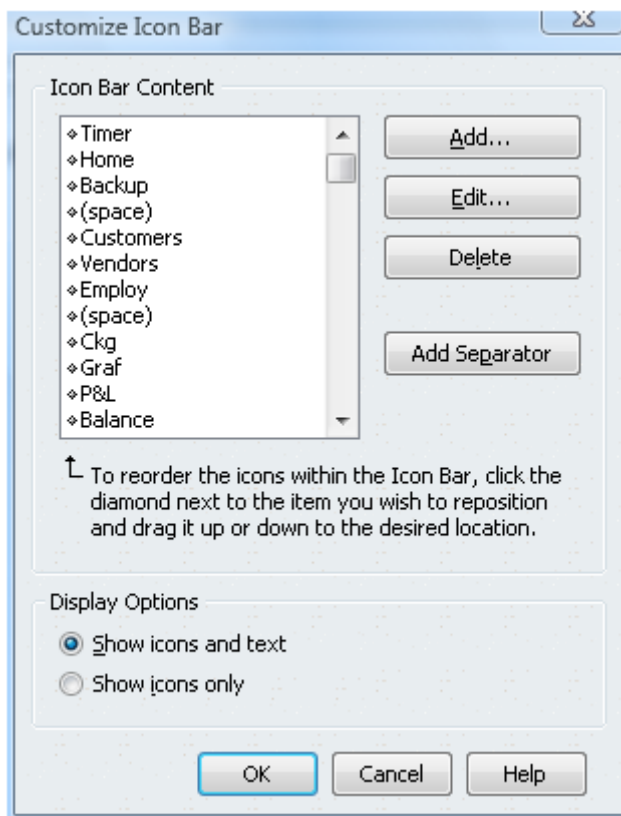 Customize Icon Bar
Icon Bar Content
Timer
Home
Backup
(space)
Customers
Vendors
Employ
(space)
Ckg
Graf
P&L
Balance
Add...
Edit...
Delete
Add Separator
To reorder the icons within the Icon Bar, click the
diamond next to the item you wish to reposition
and drag it up or down to the desired location.
Display Options
Show icons and text
Show icons only
OK
Cancel
Help